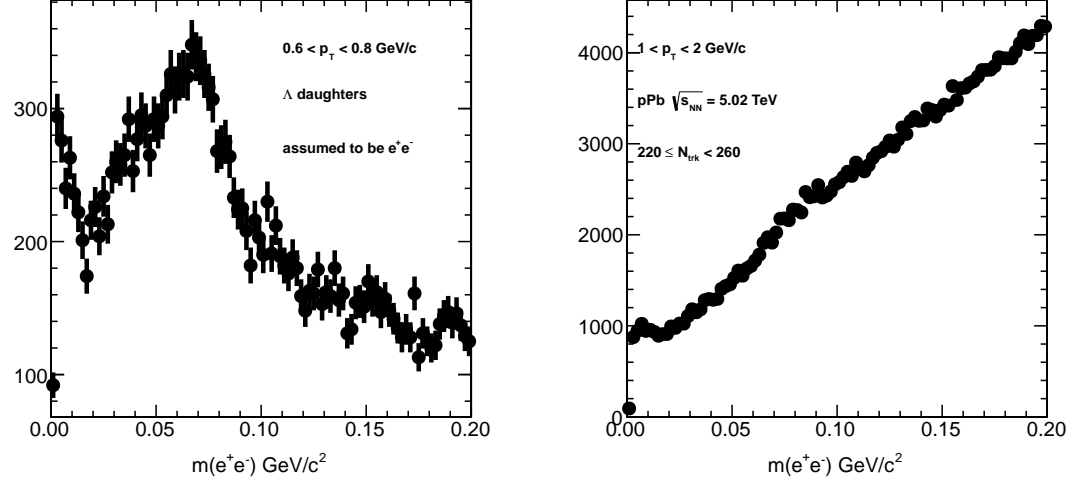 0.6 < p_T < 0.8 GeV/c
Λ daughters
assumed to be e⁺e⁻
300
200
100
0.00 0.05 0.10 0.15 0.20
m(e⁺e⁻) GeV/c²
1 < p_T < 2 GeV/c
pPb √s_NN = 5.02 TeV
220 ≤ N_trk < 260
4000
3000
2000
1000
0
0.00 0.05 0.10 0.15 0.20
m(e⁺e⁻) GeV/c²